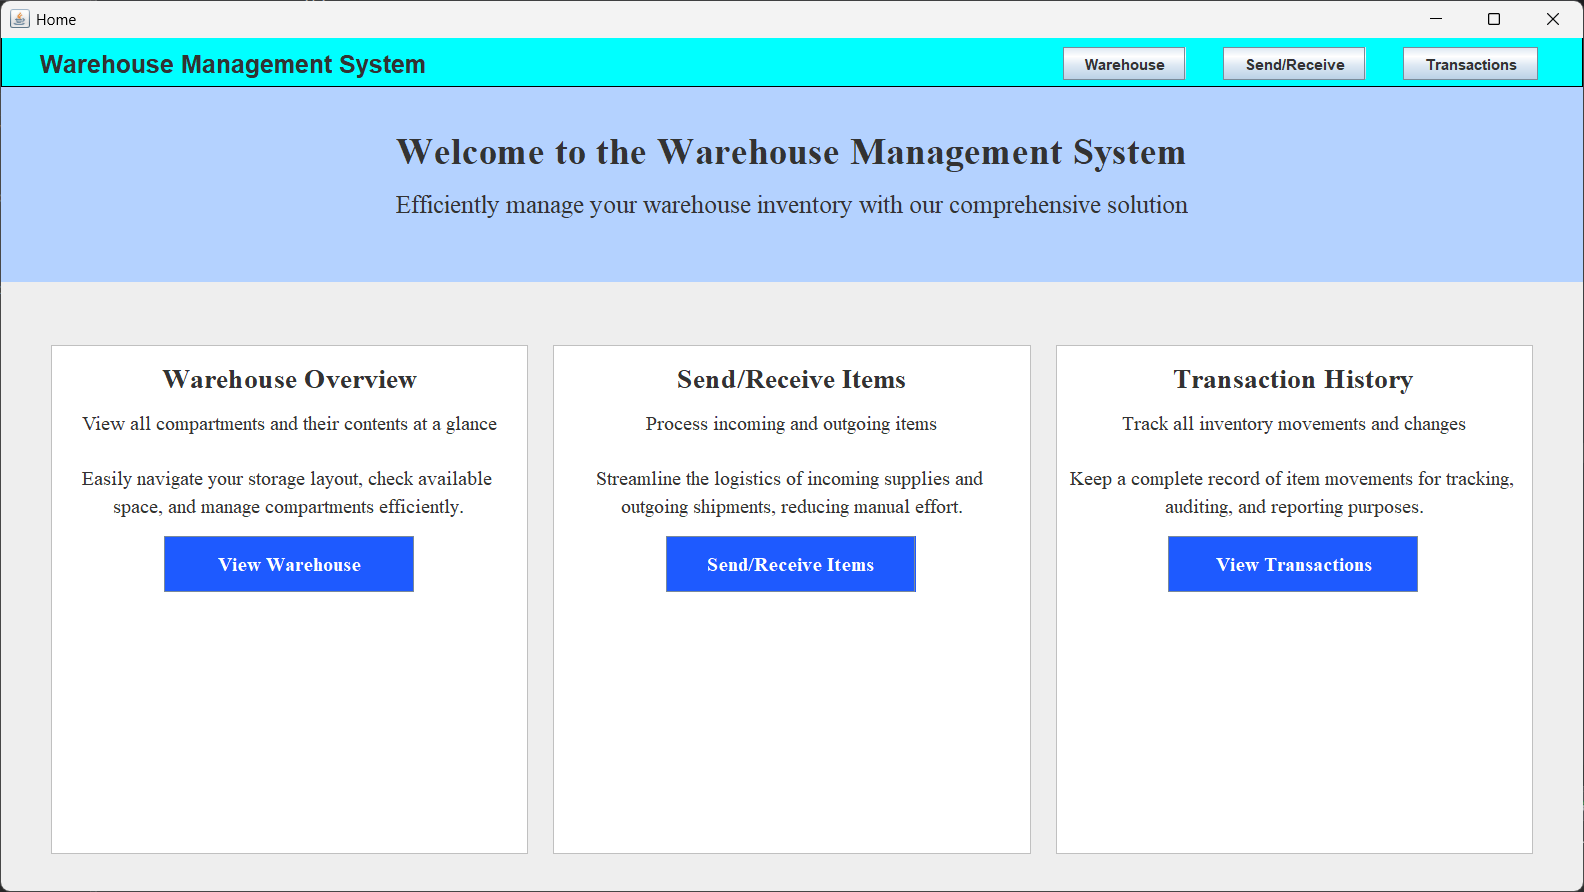 Home
Warehouse Management System
Warehouse
Send/Receive
Transactions
Welcome to the Warehouse Management System
Efficiently manage your warehouse inventory with our comprehensive solution
Warehouse Overview
View all compartments and their contents at a glance
Easily navigate your storage layout, check available
space, and manage compartments efficiently.
View Warehouse
Send/Receive Items
Process incoming and outgoing items
Streamline the logistics of incoming supplies and
outgoing shipments, reducing manual effort.
Send/Receive Items
Transaction History
Track all inventory movements and changes
Keep a complete record of item movements for tracking,
auditing, and reporting purposes.
View Transactions